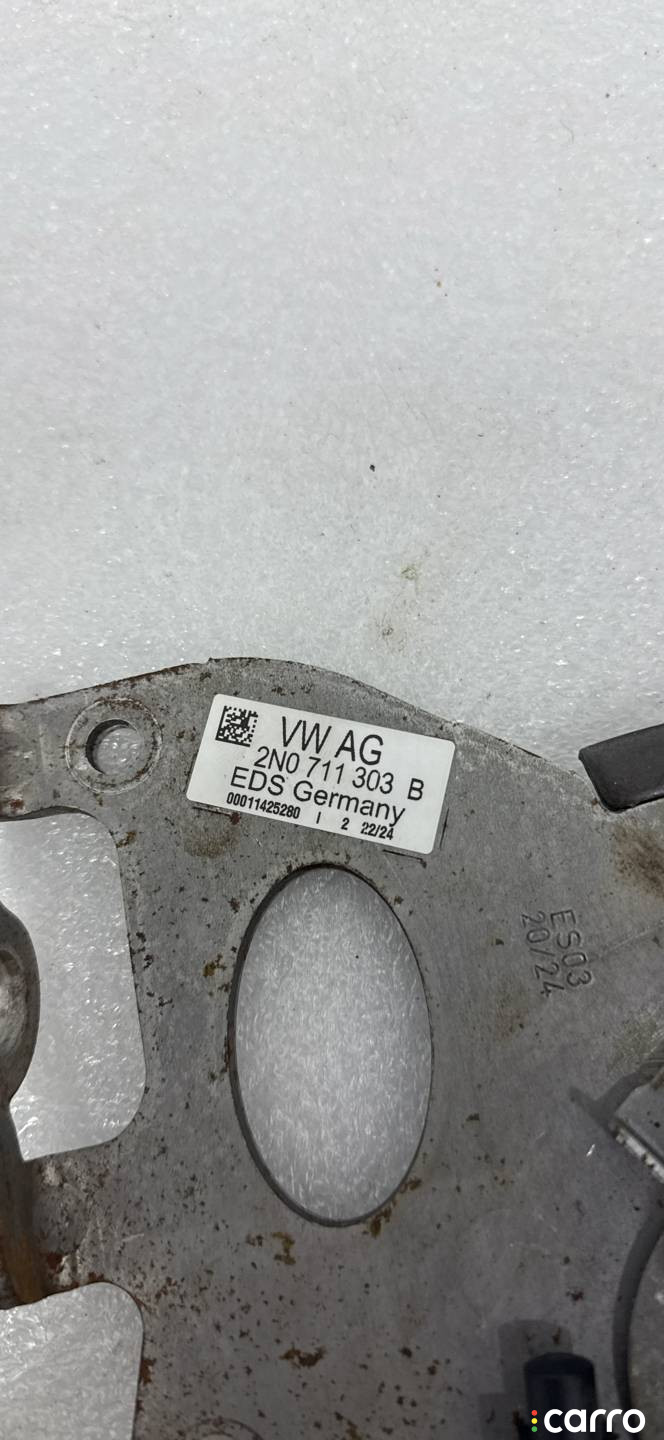 VW AG
2N0 711 303 B
EDS Germany
00011425280 I 2 22/24
ES03
20/24
carro